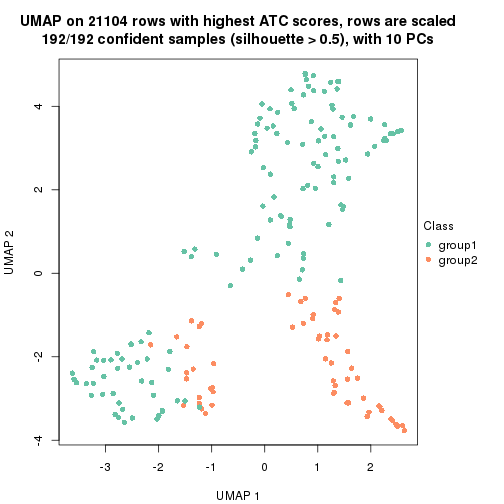 UMAP on 21104 rows with highest ATC scores, rows are scaled
192/192 confident samples (silhouette > 0.5), with 10 PCs
4
2
0
-2
-4
UMAP 2
-3
-2
-1
0
1
2
UMAP 1
Class
group1
group2